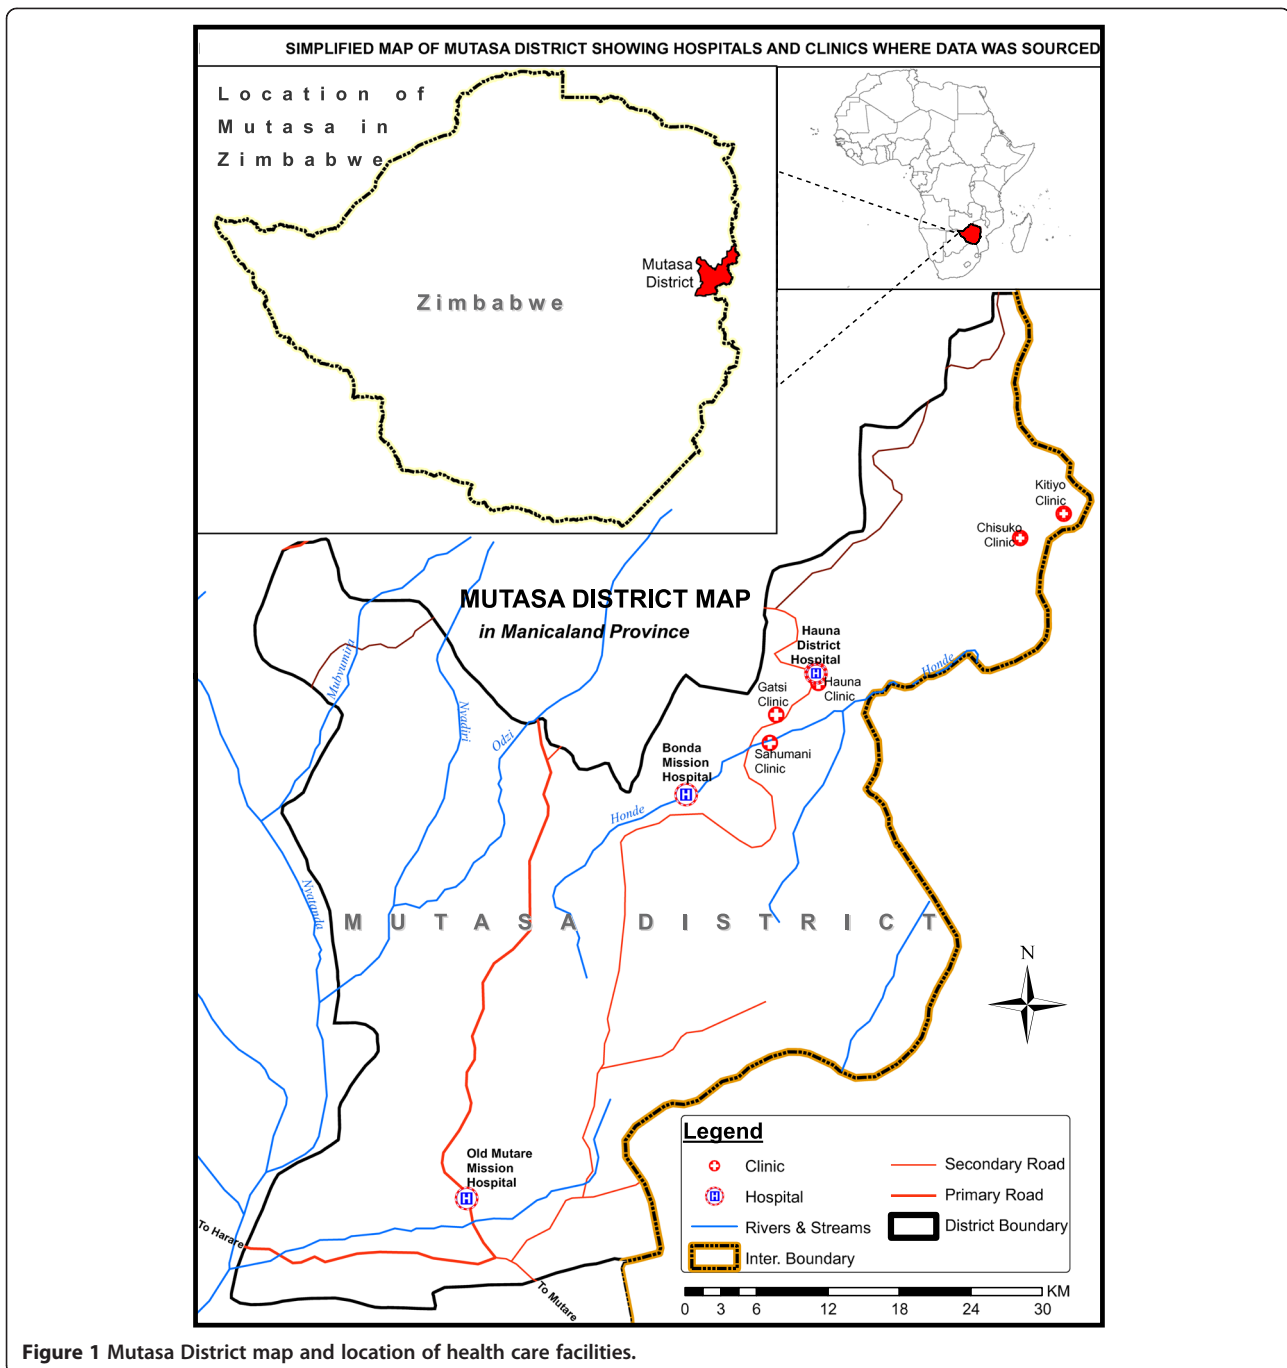 SIMPLIFIED MAP OF MUTASA DISTRICT SHOWING HOSPITALS AND CLINICS WHERE DATA WAS SOURCED
Location of
Mutasa in
Zimbabwe
Mutasa
District
Zimbabwe
Kitiyo
Clinic
Chisuko
Clinic
MUTASA DISTRICT MAP
in Manicaland Province
Hauna
District
Hospital
Hauna
Clinic
Gatsi
Clinic
Sahumani
Clinic
Bonda
Mission
Hospital
Honde
Honde
Mubvumira
Nyadiri
Odzi
Nyatanda
MUTASA DISTRICT
N
Old Mutare
Mission
Hospital
To Harare
To Mutare
Legend
Clinic
Hospital
Rivers & Streams
Inter. Boundary
Secondary Road
Primary Road
District Boundary
KM
0 3 6 12 18 24 30
Figure 1 Mutasa District map and location of health care facilities.